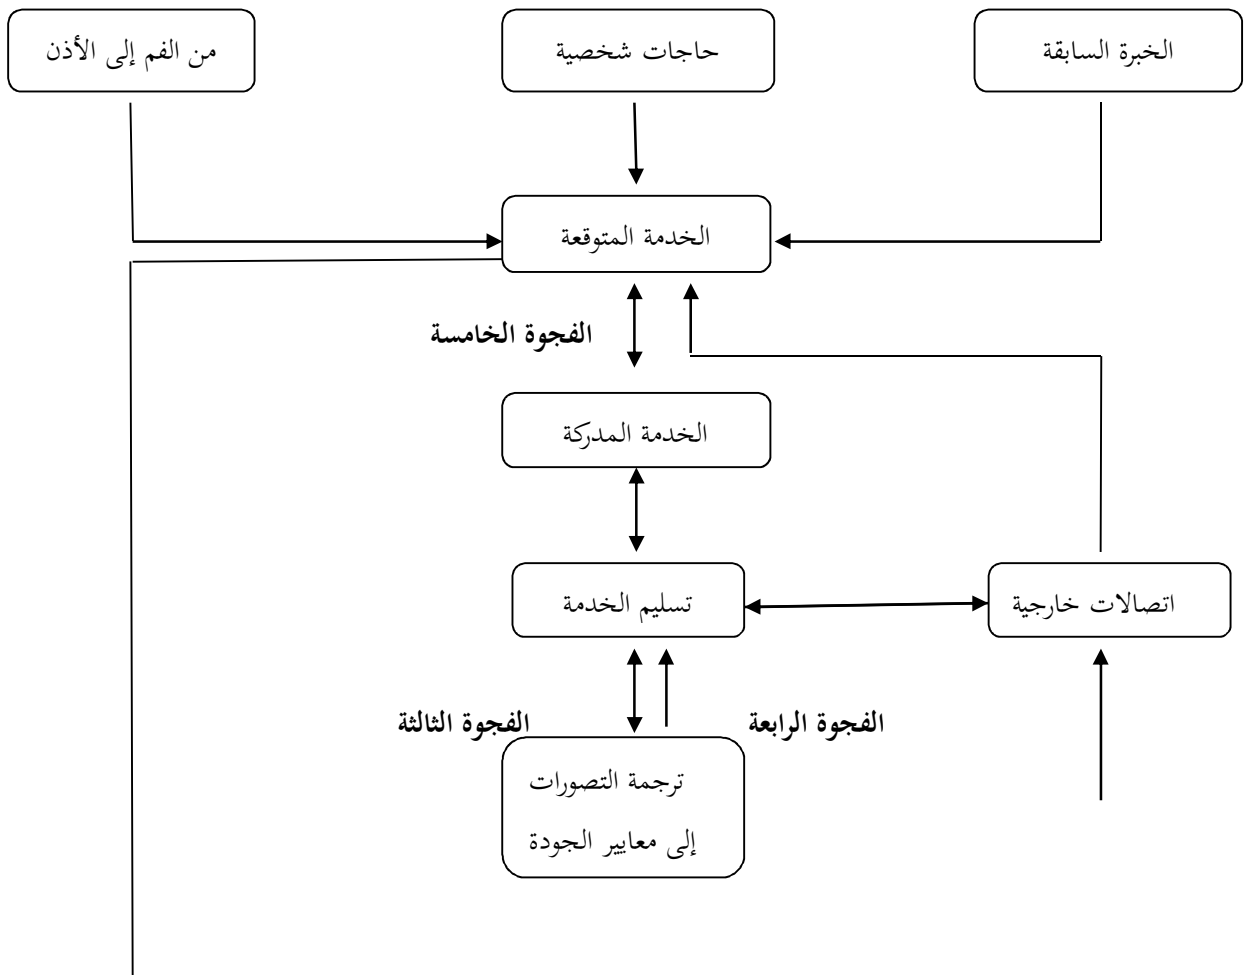 الخبرة السابقة
حاجات شخصية
من الفم إلى الأذن
الخدمة المتوقعة
الفجوة الخامسة
الخدمة المدركة
اتصالات خارجية
تسليم الخدمة
الفجوة الرابعة
الفجوة الثالثة
ترجمة التصورات
إلى معايير الجودة